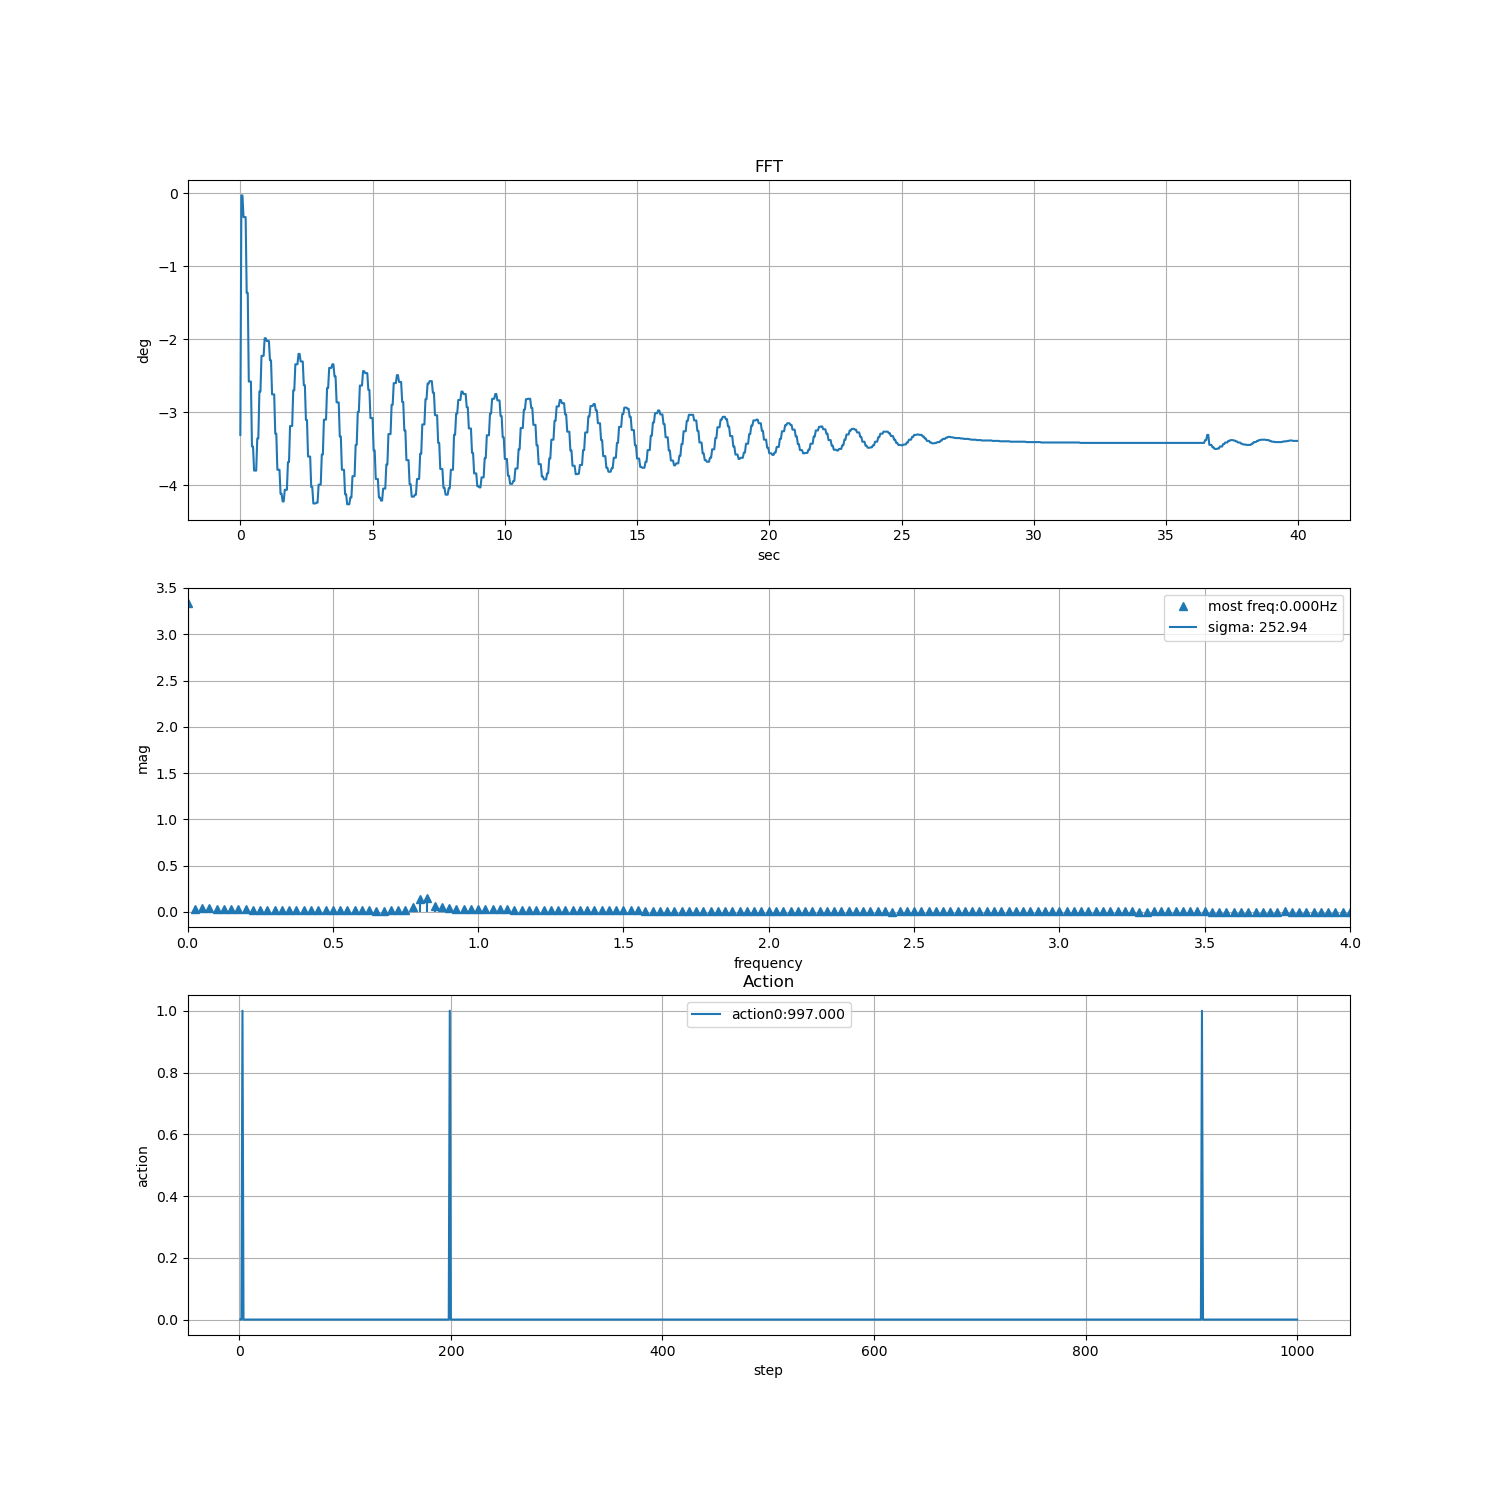 FFT
0
−1
−2
−3
−4
deg
0 5 10 15 20 25 30 35 40
sec
3.5
3.0
2.5
2.0
1.5
1.0
0.5
0.0
mag
most freq:0.000Hz
sigma: 252.94
0.0 0.5 1.0 1.5 2.0 2.5 3.0 3.5 4.0
frequency
Action
1.0
0.8
0.6
0.4
0.2
0.0
action
action0:997.000
0 200 400 600 800 1000
step